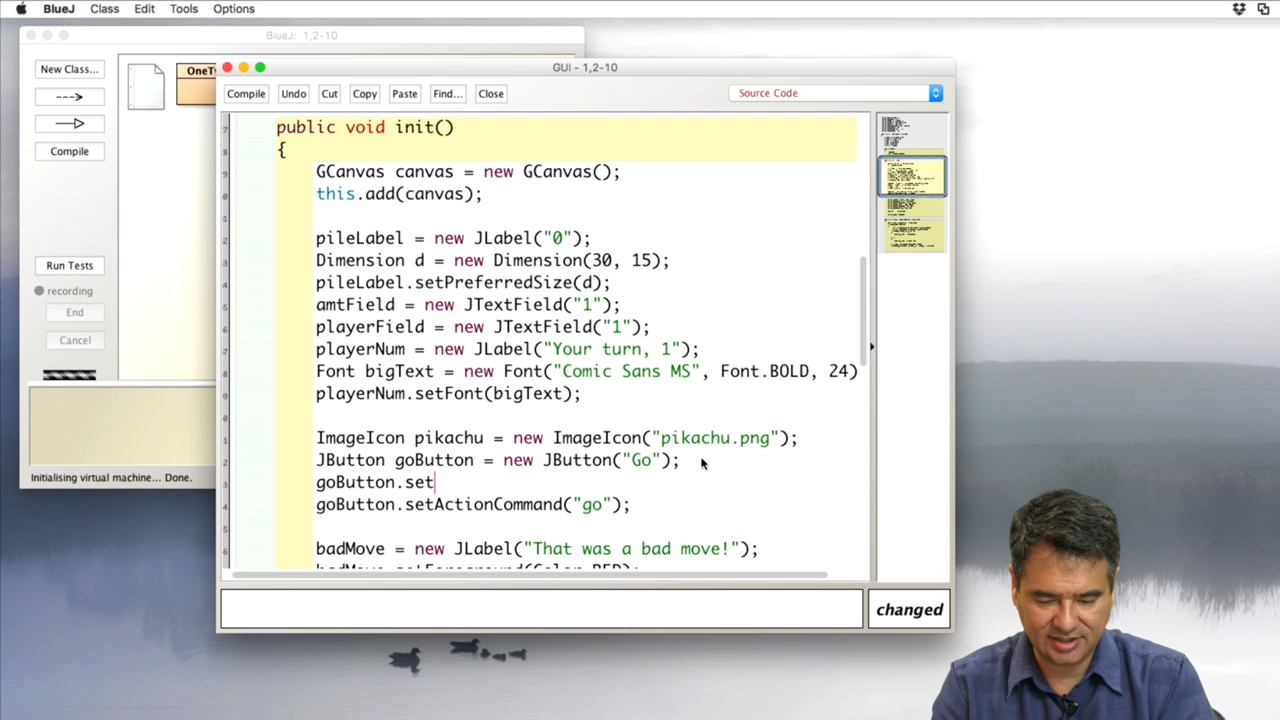 BlueJ Class Edit Tools Options
BlueJ: 1,2-10
New Class...
--->
Compile
OneTw
Run Tests
recording
End
Cancel
Initialising virtual machine... Done.
GUI - 1,2-10
Compile Undo Cut Copy Paste Find... Close Source Code
public void init()
{
GCanvas canvas = new GCanvas();
this.add(canvas);
pileLabel = new JLabel("0");
Dimension d = new Dimension(30, 15);
pileLabel.setPreferredSize(d);
amtField = new JTextField("1");
playerField = new JTextField("1");
playerNum = new JLabel("Your turn, 1");
Font bigText = new Font("Comic Sans MS", Font.BOLD, 24)
playerNum.setFont(bigText);
ImageIcon pikachu = new ImageIcon("pikachu.png");
JButton goButton = new JButton("Go");
goButton.set
goButton.setActionCommand("go");
badMove = new JLabel("That was a bad move!");
changed